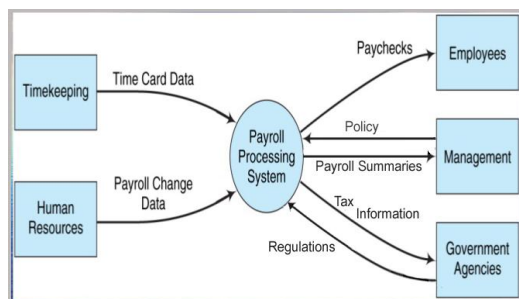 Paychecks
Employees
Timekeeping
Time Card Data
Payroll
Processing
System
Policy
Payroll Summaries
Management
Human
Resources
Payroll Change
Data
Tax
Information
Regulations
Government
Agencies